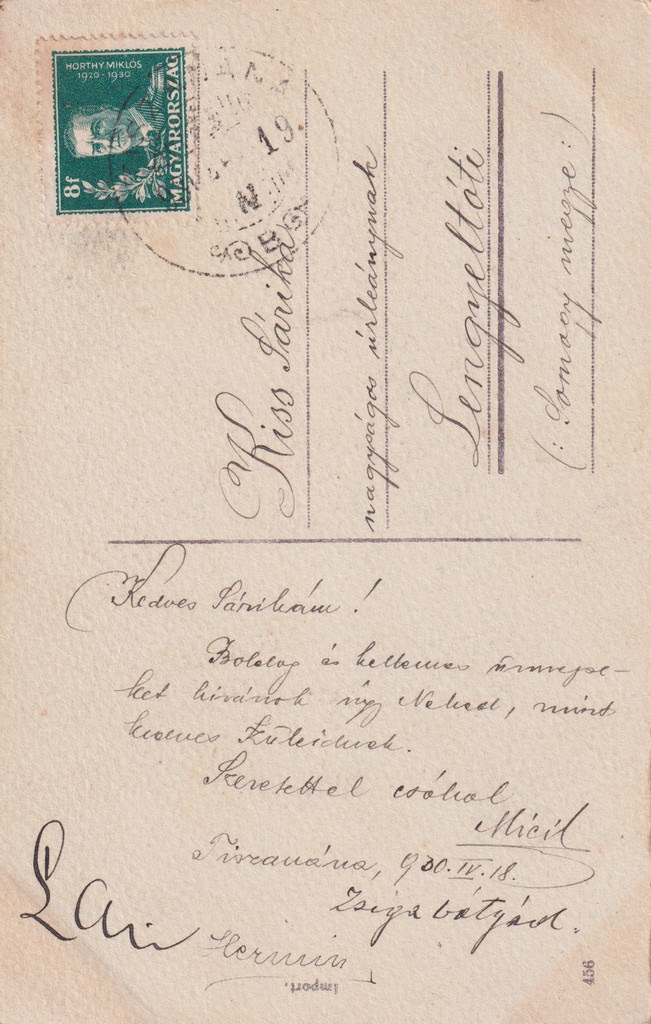 HORTHY MIKLÓS
1920 - 1930
MAGYARORSZÁG
8f
19
N
Kiss Sárika
nagyságos úrleánynak
Lengyeltóti
(: Somogy megye :)
Kedves Sárikám!
Boldog és kellemes ünnepe-
ket kívánok úgy Neked, mint
kedves Szüleidnek.
Szeretettel csókol
Micil
Tiszanána, 930. IV. 18.
Zsiga bátyád.
Hermin
Import.
456